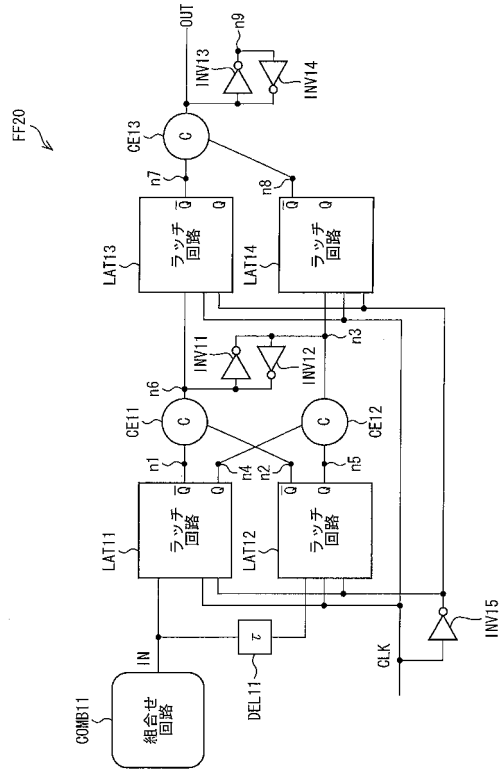 FF20
COMB11
組合せ
回路
IN
DEL11
τ
LAT11
ラッチ
回路
Q
Q
LAT12
ラッチ
回路
Q
Q
n1
n4
n2
n5
CE11
C
CE12
C
n6
INV11
INV12
n3
LAT13
ラッチ
回路
Q
Q
LAT14
ラッチ
回路
Q
Q
n7
n8
CE13
C
OUT
INV13
n9
INV14
CLK
INV15